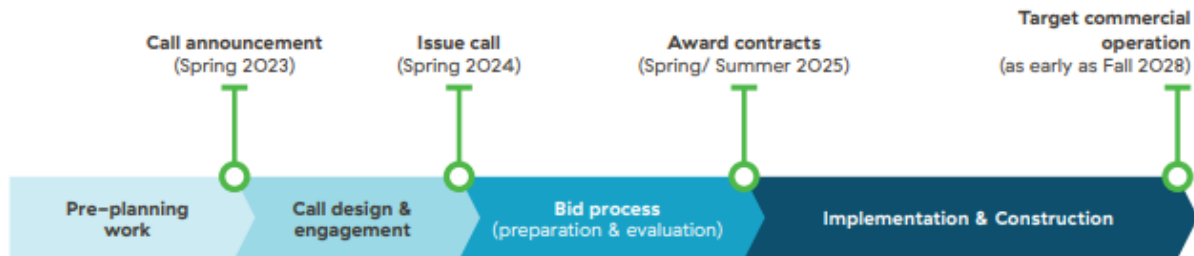 Target commercial
operation
(as early as Fall 2028)
Call announcement
(Spring 2023)
Issue call
(Spring 2024)
Award contracts
(Spring/ Summer 2025)
Pre-planning
work
Call design &
engagement
Bid process
(preparation & evaluation)
Implementation & Construction